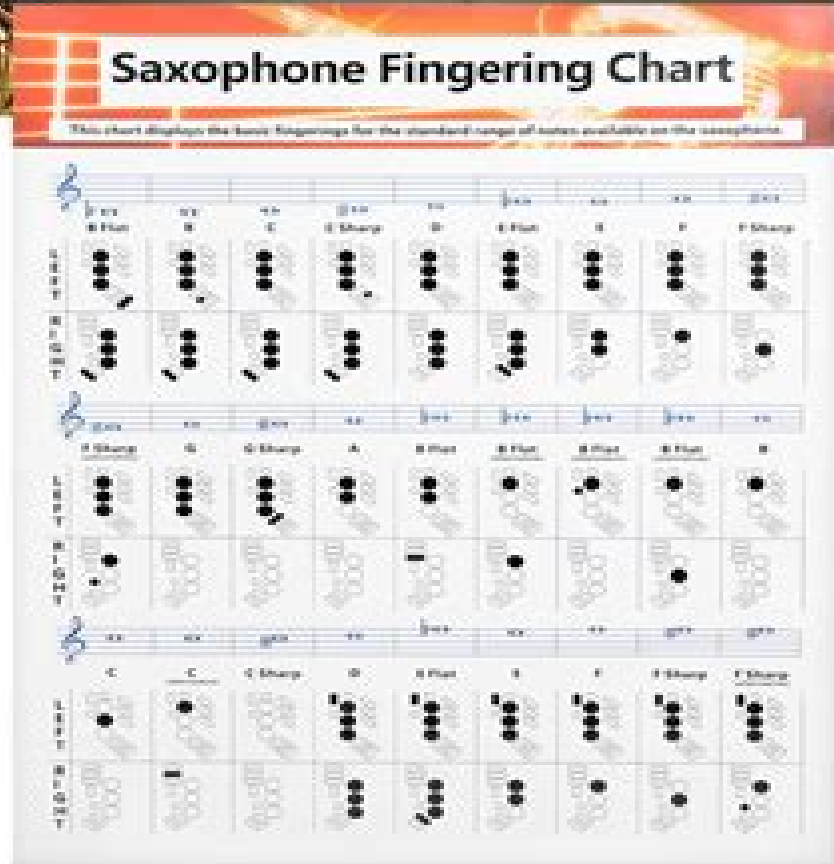 Saxophone Fingering Chart
This chart displays the basic fingerings for the standard range of notes available on the saxophone.
B Flat B C C Sharp D E Flat E F F Sharp
LEFT
RIGHT
F Sharp G G Sharp A B Flat B Flat B Flat B Flat B
LEFT
RIGHT
C C C Sharp D E Flat E F F Sharp F Sharp
LEFT
RIGHT